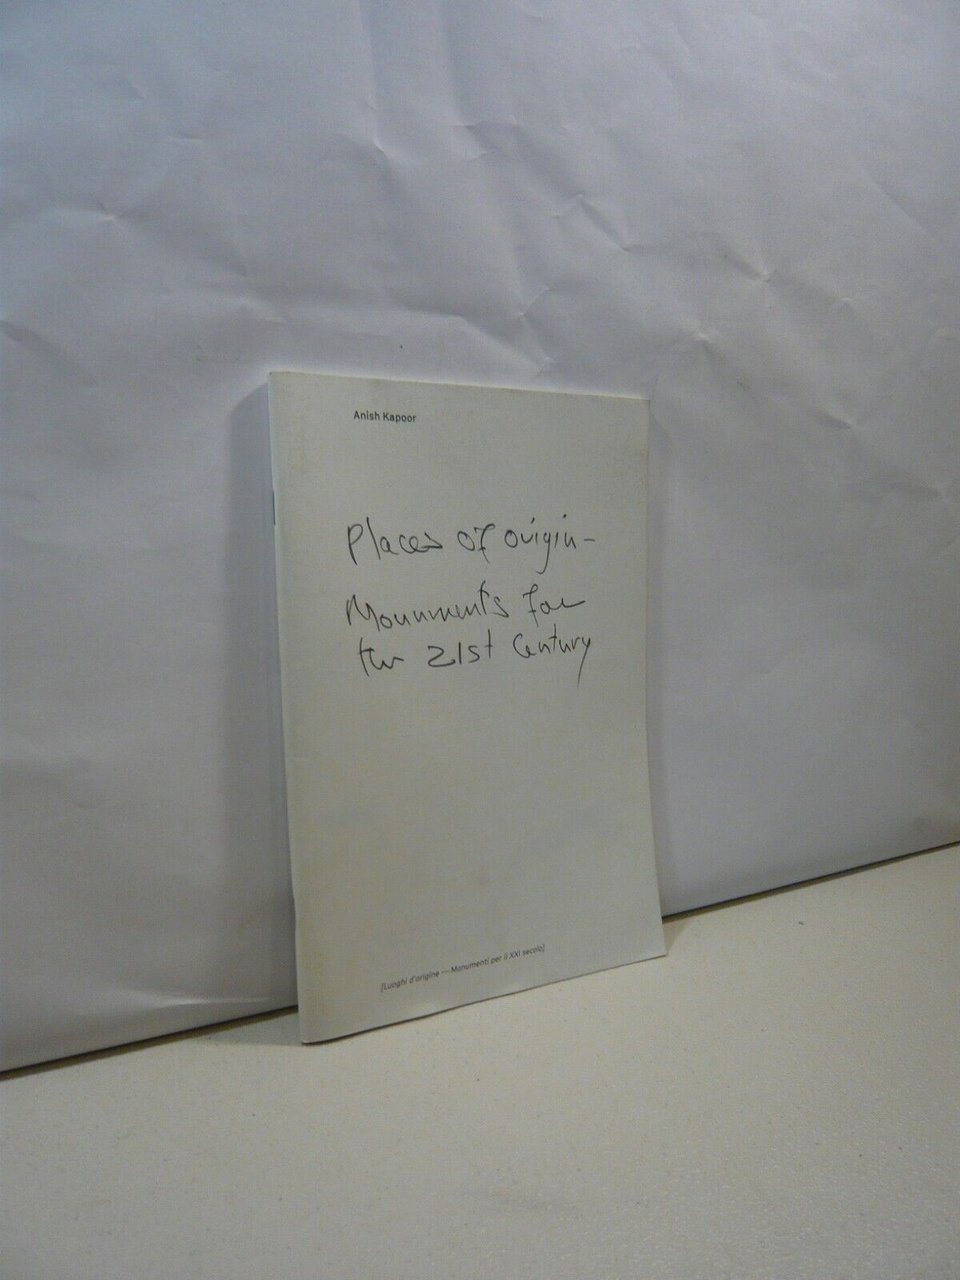 Anish Kapoor
Places of origin-
Monuments for
the 21st Century
[Luoghi d'origine — Monumenti per il XXI secolo]